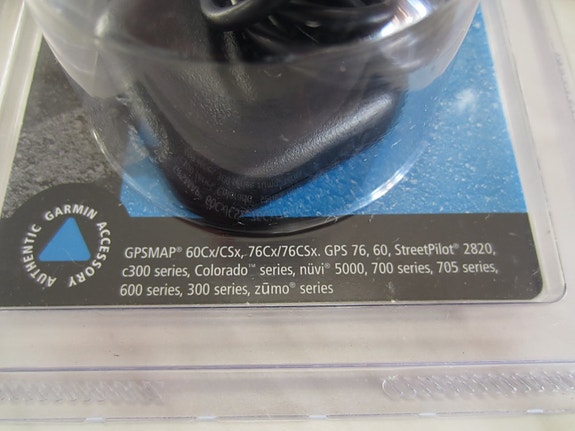 AUTHENTIC GARMIN ACCESSORY
GPSMAP® 60Cx/CSx, 76Cx/76CSx. GPS 76, 60, StreetPilot® 2820,
c300 series, Colorado™ series, nüvi® 5000, 700 series, 705 series,
600 series, 300 series, zūmo® series